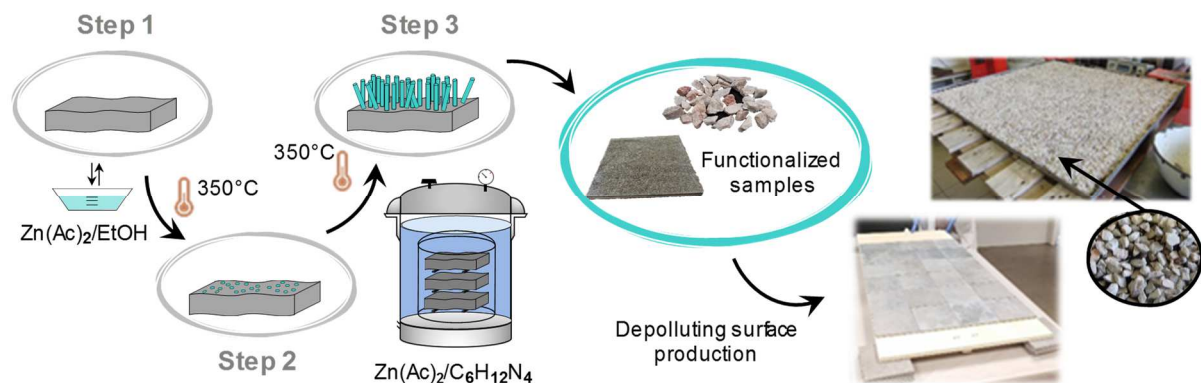 Step 1
Zn(Ac)₂/EtOH
350°C
Step 2
Step 3
350°C
Zn(Ac)₂/C₆H₁₂N₄
Functionalized
samples
Depolluting surface
production